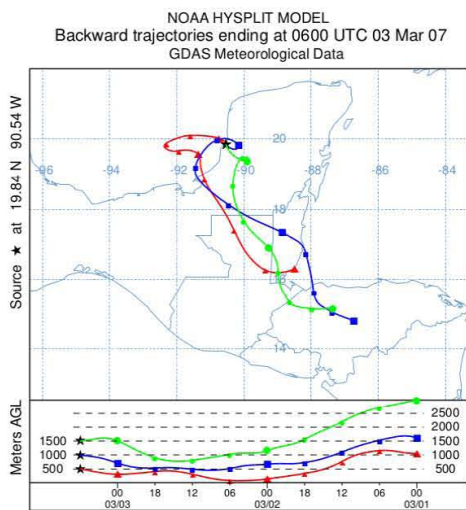 NOAA HYSPLIT MODEL
Backward trajectories ending at 0600 UTC 03 Mar 07
GDAS Meteorological Data
Source ★ at 19.84 N 90.54 W
-96 -94 -92 -90 -88 -86 -84
20
18
16
14
Meters AGL
1500
1000
500
2500
2000
1500
1000
500
00 18 12 06 00 18 12 06 00
03/03 03/02 03/01